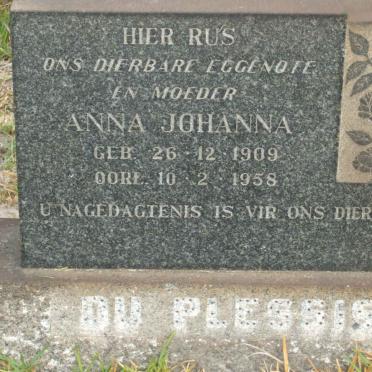 HIER RUS
ONS DIERBARE EGGENOTE
EN MOEDER
ANNA JOHANNA
GEB. 26-12-1909
OORL. 10-2-1958
U NAGEDAGTENIS IS VIR ONS DIER
DU PLESSIS